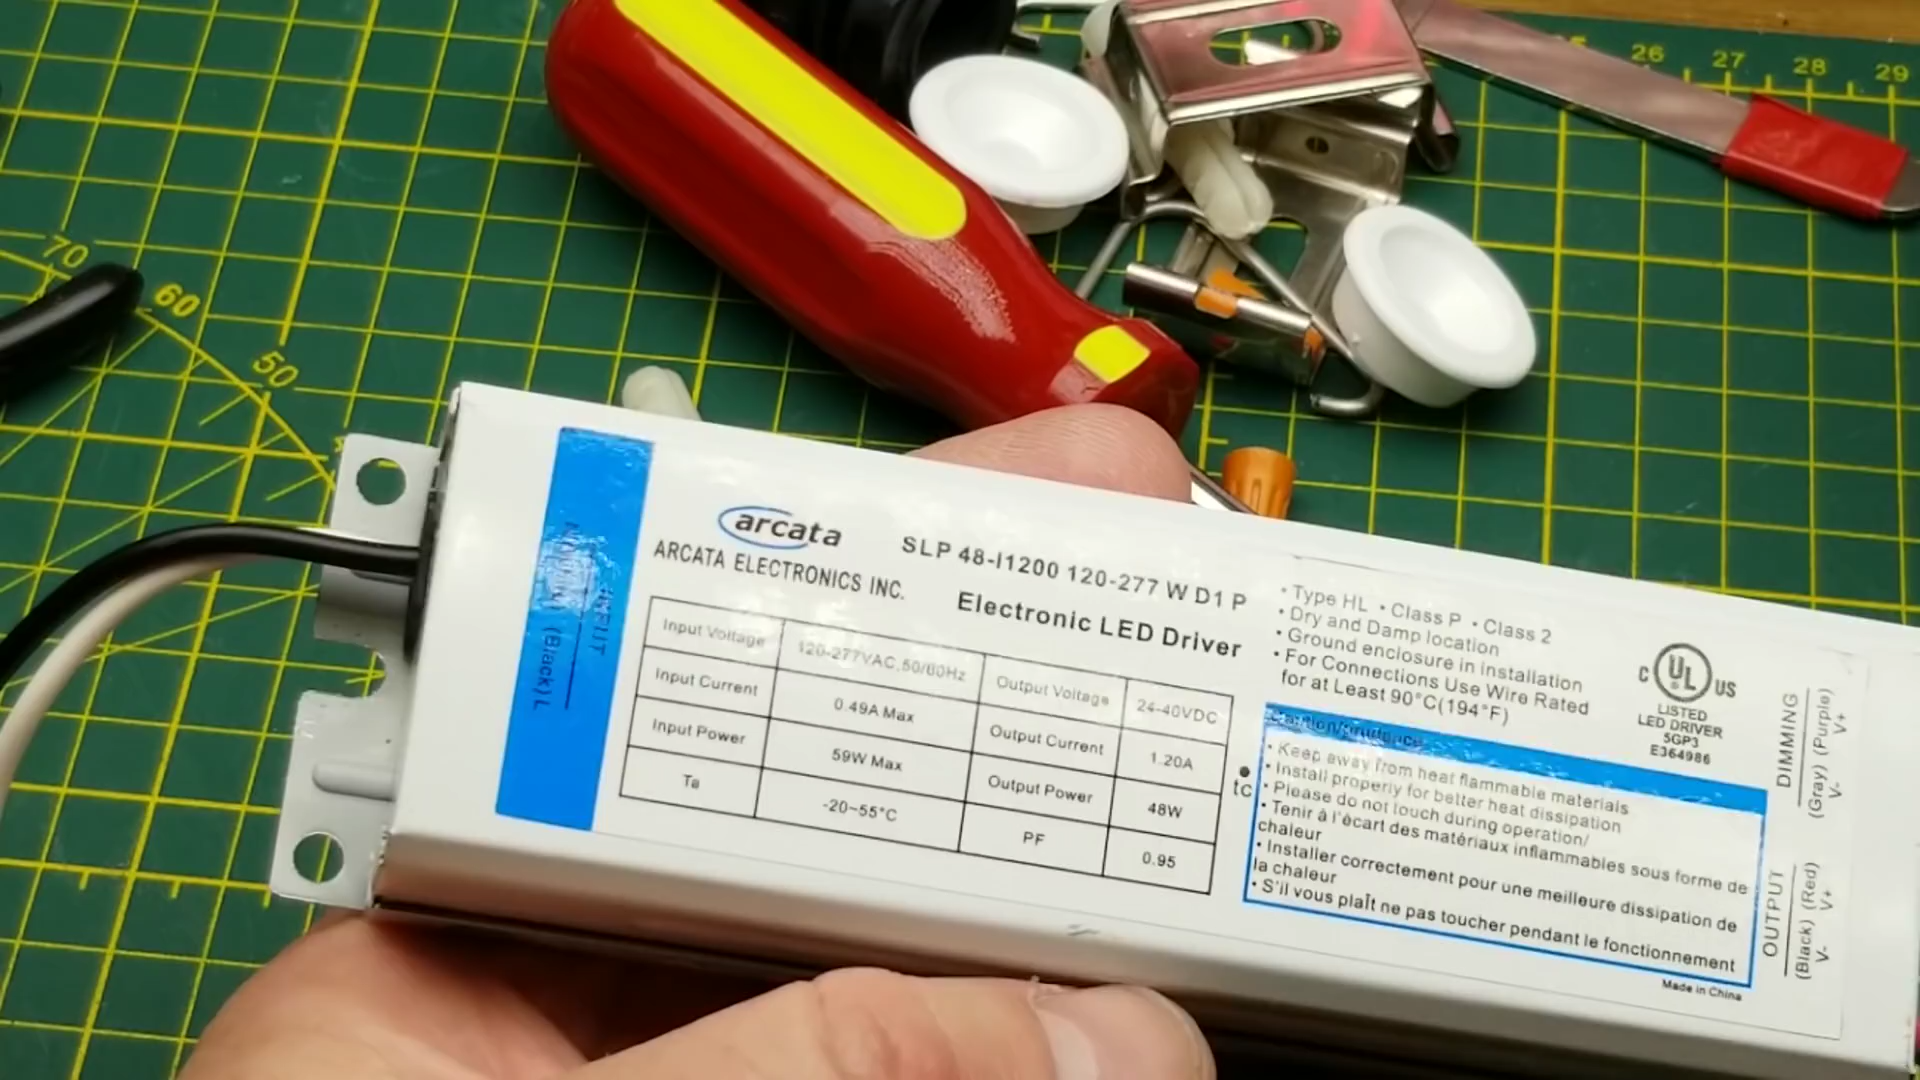 26 27 28 29
70
60
50
arcata
ARCATA ELECTRONICS INC.
SLP 48-I1200 120-277 W D1 P
Electronic LED Driver
Input Voltage 120-277VAC,50/60Hz Output Voltage 24-40VDC
Input Current 0.49A Max Output Current 1.20A
Input Power 59W Max Output Power 48W
Ta -20~55°C PF 0.95
tc
• Type HL • Class P • Class 2
• Dry and Damp location
• Ground enclosure in installation
• For Connections Use Wire Rated
for at Least 90°C(194°F)
C UL US
LISTED
LED DRIVER
5GP3
E364986
• Keep away from heat flammable materials
• Install properly for better heat dissipation
• Please do not touch during operation/
• Tenir à l'écart des matériaux inflammables sous forme de
chaleur
• Installer correctement pour une meilleure dissipation de
la chaleur
• S'il vous plaît ne pas toucher pendant le fonctionnement
Made in China
INPUT
(Black) L
DIMMING
(Gray) (Purple)
V- V+
OUTPUT
(Black) (Red)
V- V+